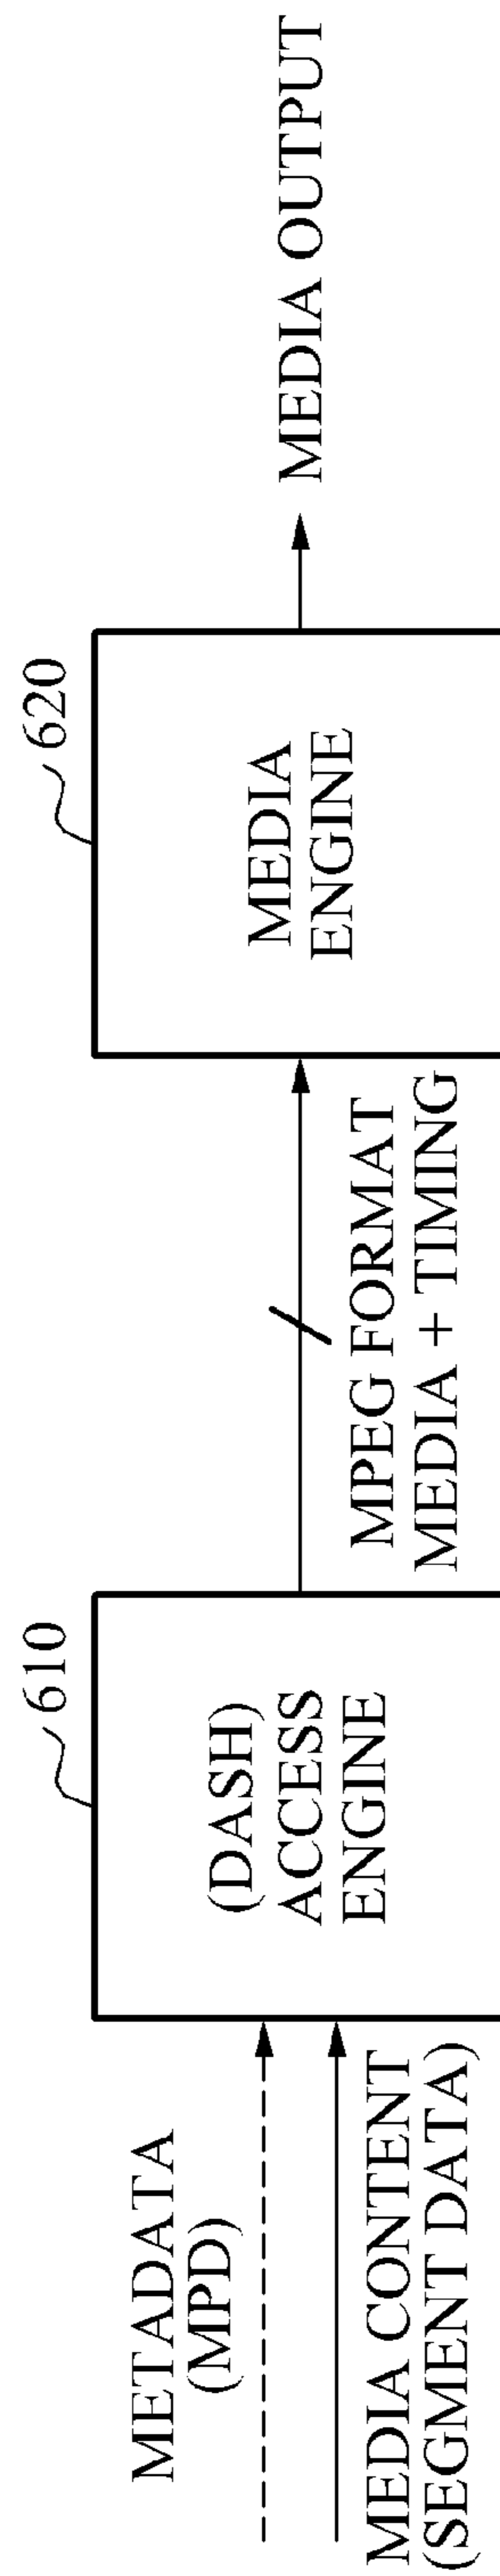 METADATA
(MPD)
MEDIA CONTENT
(SEGMENT DATA)
610
(DASH)
ACCESS
ENGINE
MPEG FORMAT
MEDIA + TIMING
620
MEDIA
ENGINE
MEDIA OUTPUT